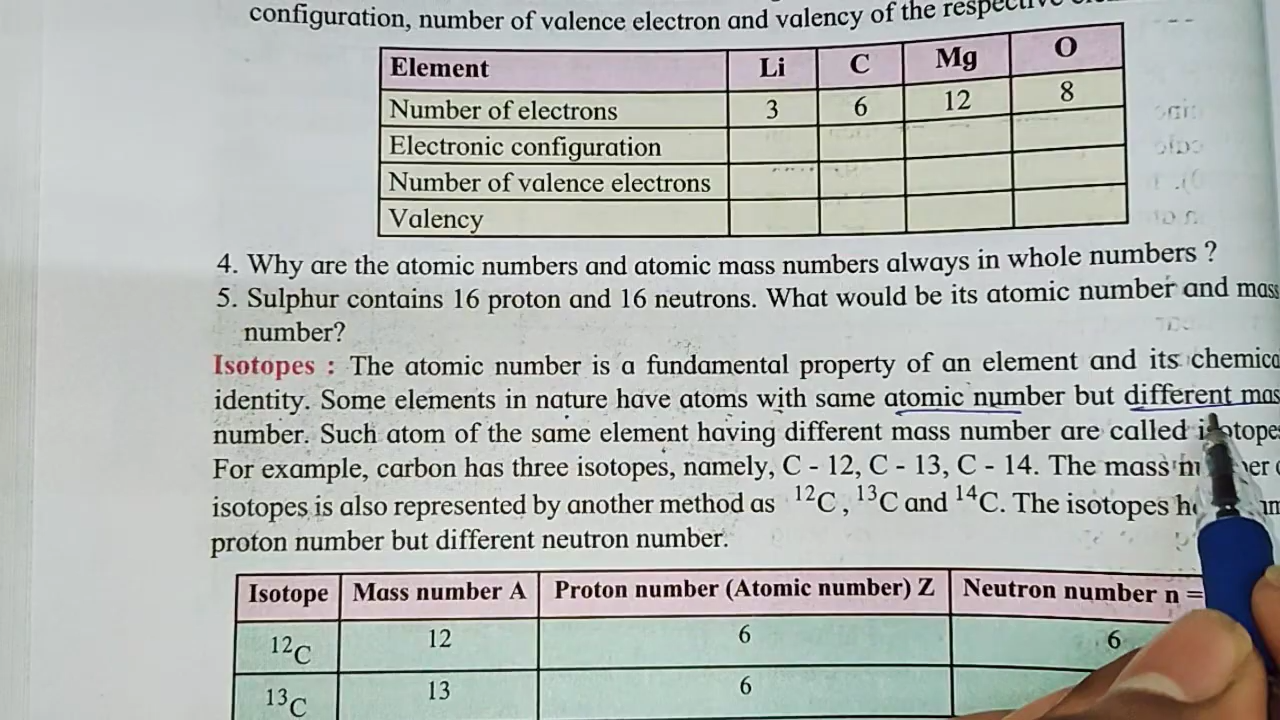 configuration, number of valence electron and valency of the respective
Element Li C Mg O
Number of electrons 3 6 12 8
Electronic configuration
Number of valence electrons
Valency
4. Why are the atomic numbers and atomic mass numbers always in whole numbers ?
5. Sulphur contains 16 proton and 16 neutrons. What would be its atomic number and mass
number?
Isotopes : The atomic number is a fundamental property of an element and its chemica
identity. Some elements in nature have atoms with same atomic number but different mas
number. Such atom of the same element having different mass number are called
For example, carbon has three isotopes, namely, C - 12, C - 13, C - 14. The mass
isotopes is also represented by another method as ¹²C, ¹³C and ¹⁴C. The isotopes
proton number but different neutron number.
Isotope Mass number A Proton number (Atomic number) Z Neutron number n =
¹²C 12 6 6
¹³C 13 6